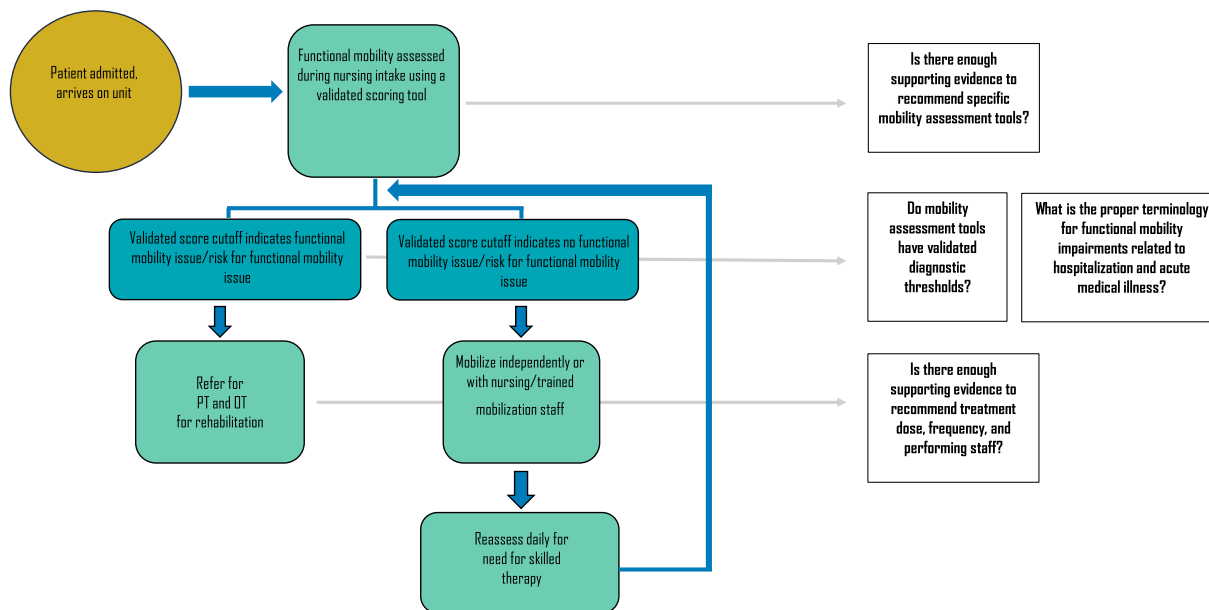 Patient admitted,
arrives on unit
Functional mobility assessed
during nursing intake using a
validated scoring tool
Is there enough
supporting evidence to
recommend specific
mobility assessment tools?
Validated score cutoff indicates functional
mobility issue/risk for functional mobility
issue
Validated score cutoff indicates no functional
mobility issue/risk for functional mobility
issue
Do mobility
assessment tools
have validated
diagnostic
thresholds?
What is the proper terminology
for functional mobility
impairments related to
hospitalization and acute
medical illness?
Refer for
PT and OT
for rehabilitation
Mobilize independently or
with nursing/trained
mobilization staff
Is there enough
supporting evidence to
recommend treatment
dose, frequency, and
performing staff?
Reassess daily for
need for skilled
therapy